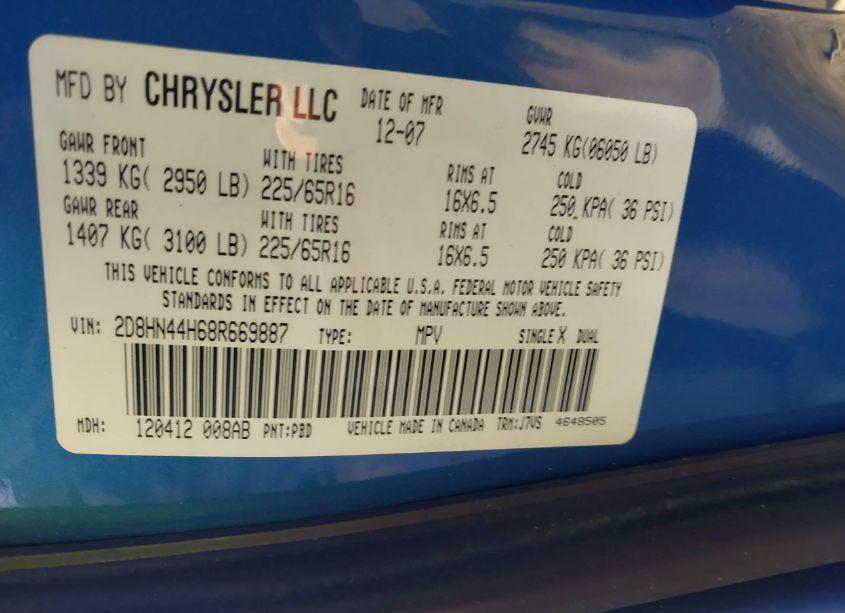 MFD BY CHRYSLER LLC DATE OF MFR GVWR
12-07 2745 KG(06050 LB)
GAWR FRONT WITH TIRES RIMS AT COLD
1339 KG( 2950 LB) 225/65R16 16X6.5 250 KPA( 36 PSI)
GAWR REAR WITH TIRES RIMS AT COLD
1407 KG( 3100 LB) 225/65R16 16X6.5 250 KPA( 36 PSI)
THIS VEHICLE CONFORMS TO ALL APPLICABLE U.S.A. FEDERAL MOTOR VEHICLE SAFETY
STANDARDS IN EFFECT ON THE DATE OF MANUFACTURE SHOWN ABOVE.
VIN: 2D8HN44H68R669887 TYPE: MPV SINGLE X DUAL
MDH: 120412 008AB PNT:PBD VEHICLE MADE IN CANADA TRM:J7VS 4648505